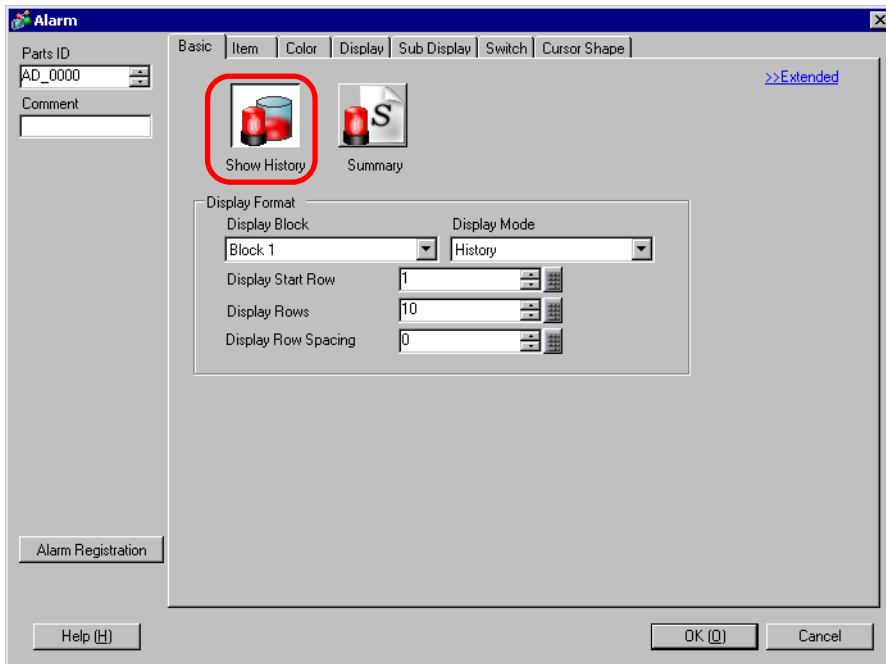 Alarm
Parts ID
AD_0000
Comment
Basic Item Color Display Sub Display Switch Cursor Shape
>>Extended
S
Show History Summary
Display Format
Display Block Display Mode
Block 1 History
Display Start Row 1
Display Rows 10
Display Row Spacing 0
Alarm Registration
Help (H) OK (O) Cancel